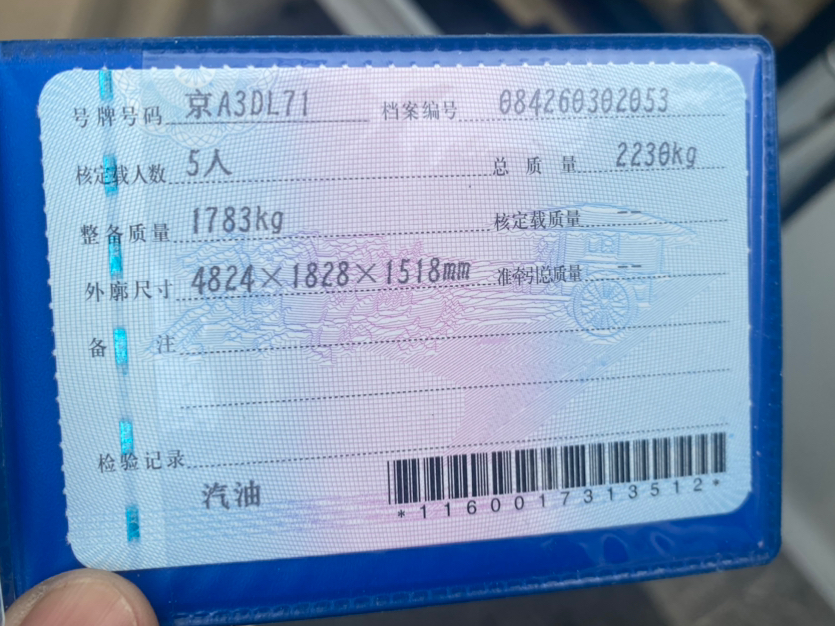 号牌号码 京A3DL71 档案编号 084260302053
核定载人数 5人 总质量 2230kg
整备质量 1783kg 核定载质量 --
外廓尺寸 4824×1828×1518mm 准牵引总质量 --
备注
检验记录
汽油
*1160017313512*